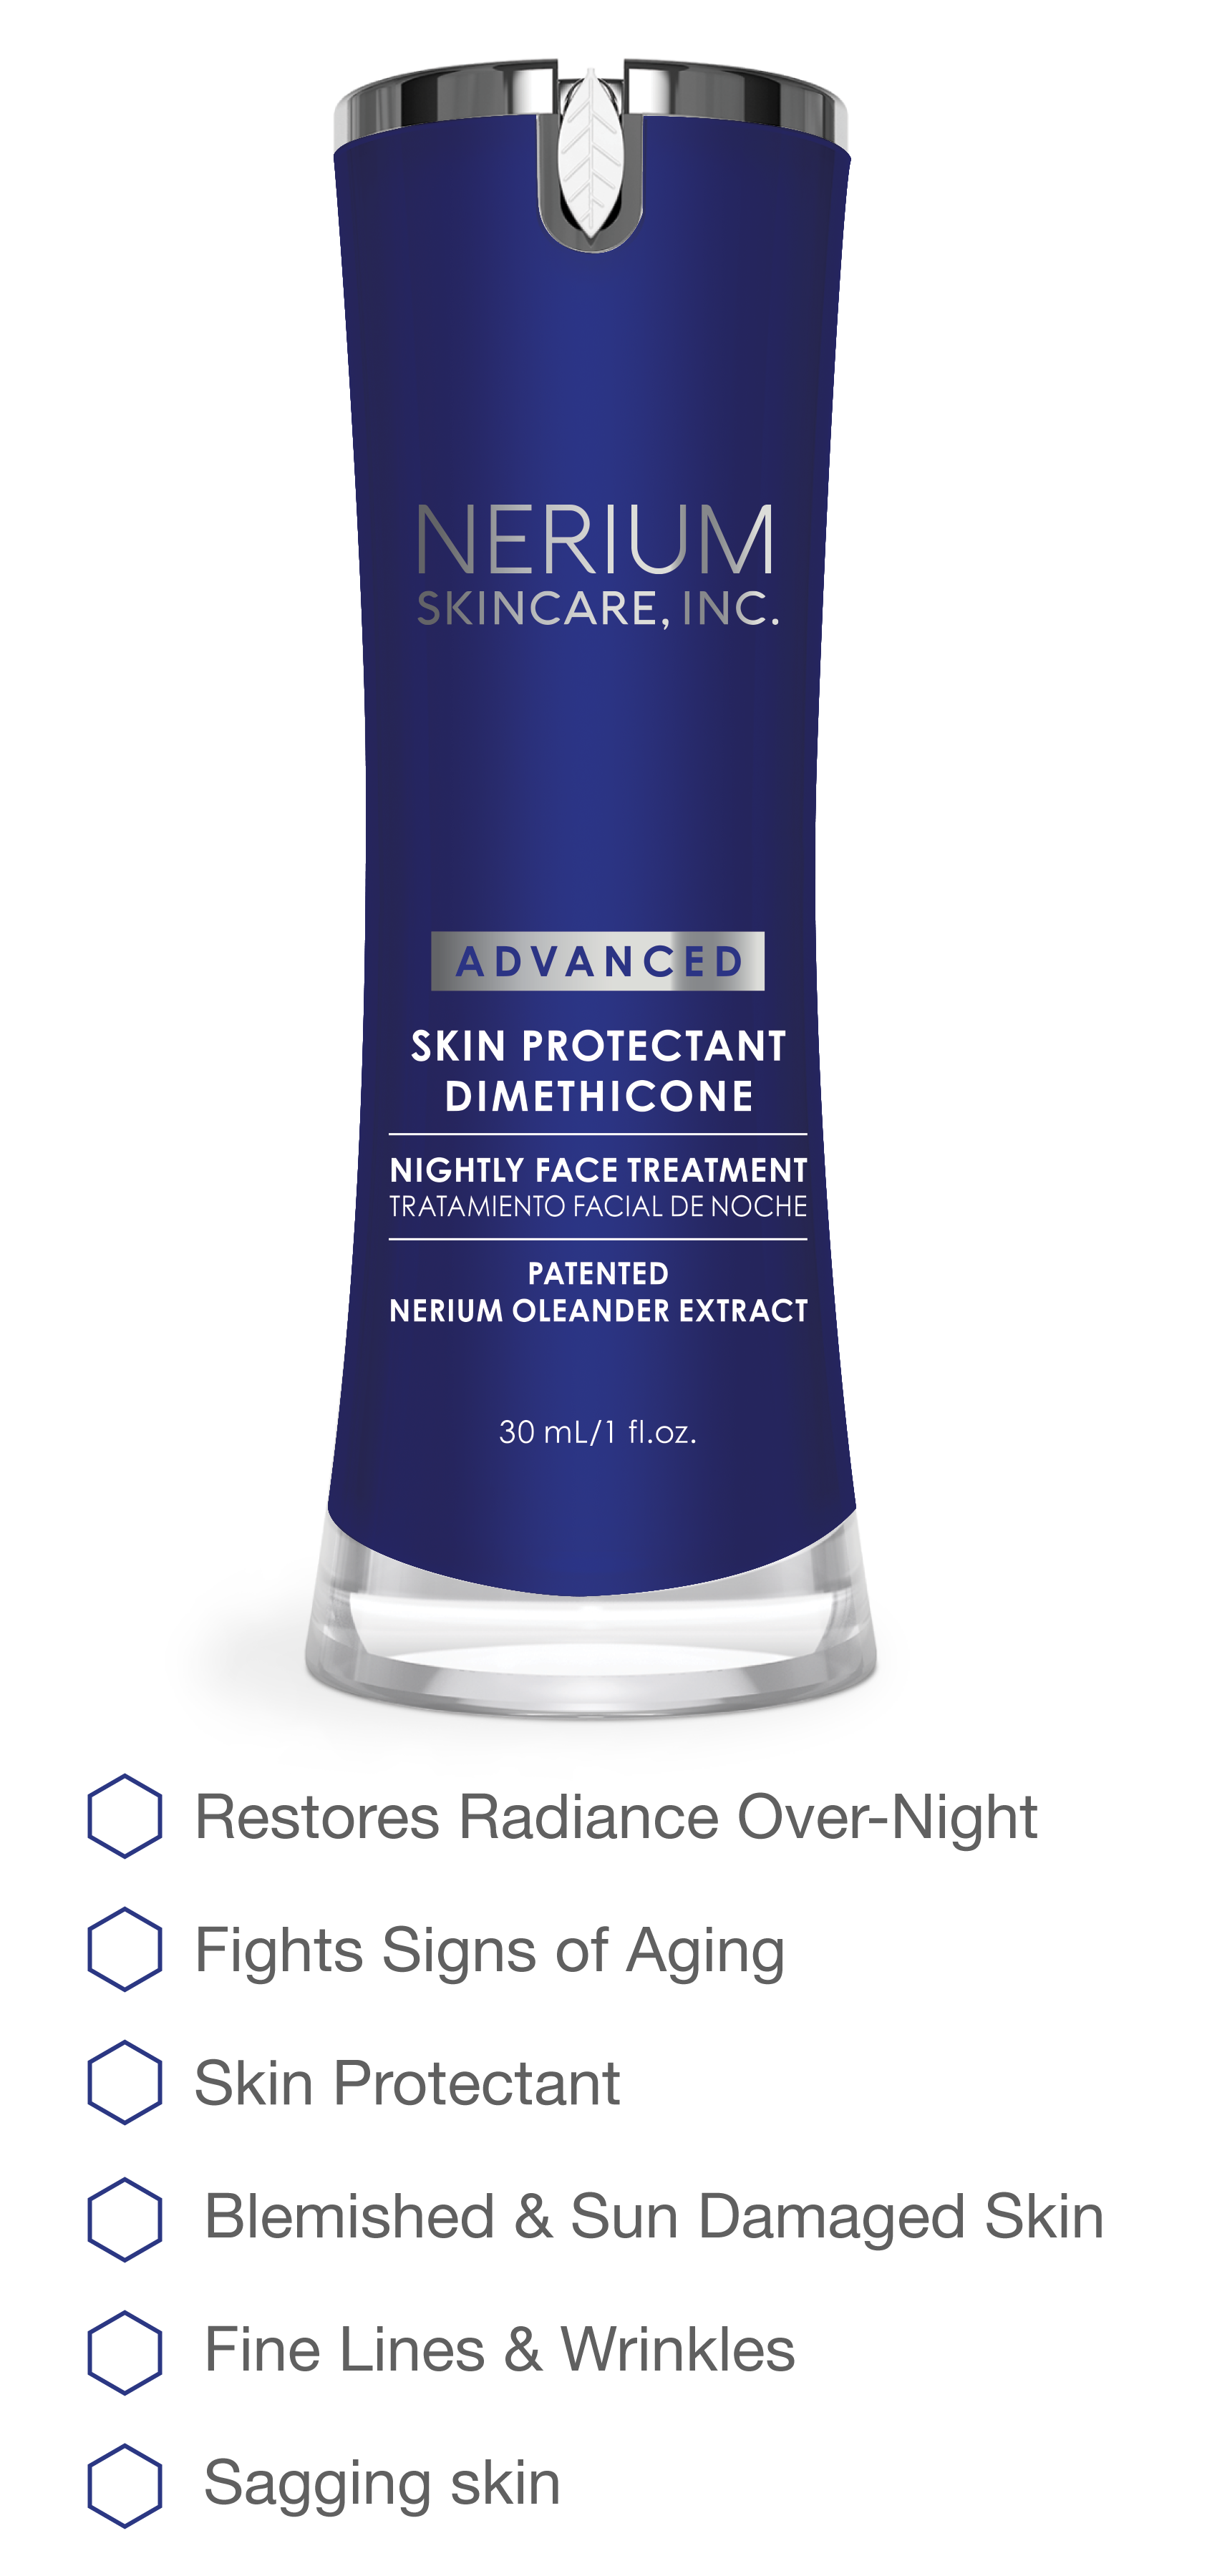 NERIUM
SKINCARE, INC.
ADVANCED
SKIN PROTECTANT
DIMETHICONE
NIGHTLY FACE TREATMENT
TRATAMIENTO FACIAL DE NOCHE
PATENTED
NERIUM OLEANDER EXTRACT
30 mL/1 fl.oz.
Restores Radiance Over-Night
Fights Signs of Aging
Skin Protectant
Blemished & Sun Damaged Skin
Fine Lines & Wrinkles
Sagging skin